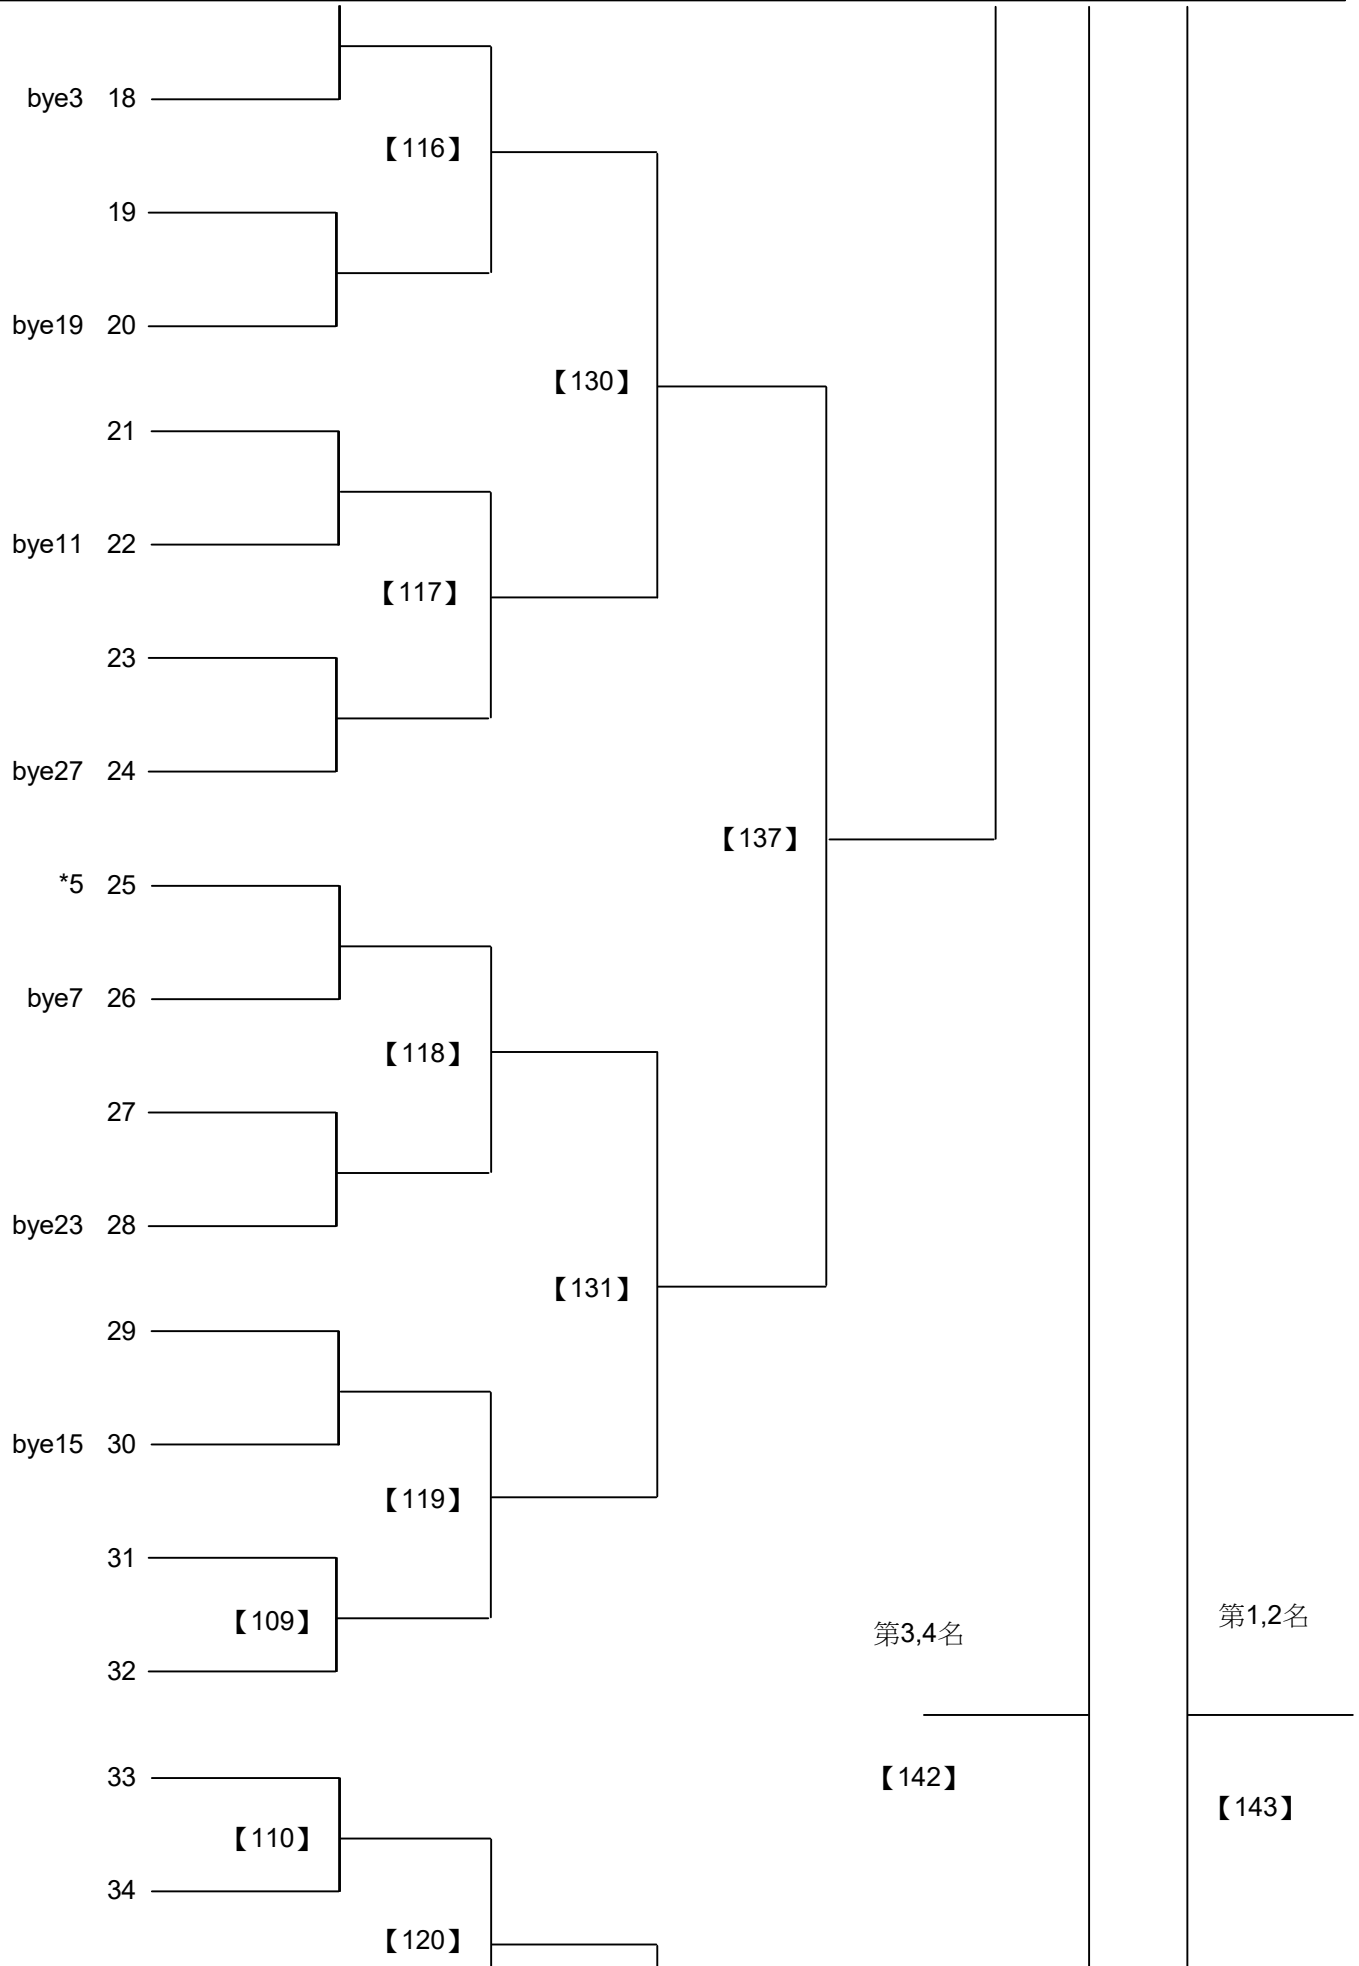 bye3 18
【116】
19
bye19 20
【130】
21
bye11 22
【117】
23
bye27 24
【137】
*5 25
bye7 26
【118】
27
bye23 28
【131】
29
bye15 30
【119】
31
第1,2名
【109】
第3,4名
32
33
【142】
【143】
【110】
34
【120】